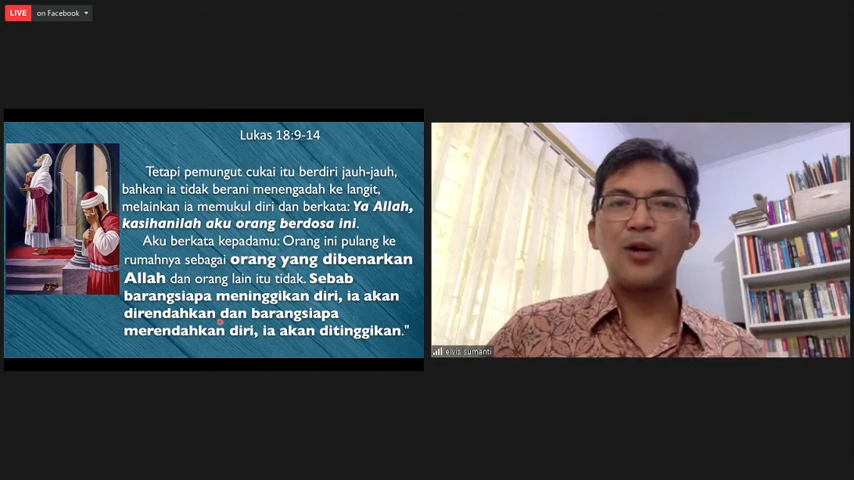 LIVE on Facebook
Lukas 18:9-14
Tetapi pemungut cukai itu berdiri jauh-jauh,
bahkan ia tidak berani menengadah ke langit,
melainkan ia memukul diri dan berkata: Ya Allah,
kasihanilah aku orang berdosa ini.
Aku berkata kepadamu: Orang ini pulang ke
rumahnya sebagai orang yang dibenarkan
Allah dan orang lain itu tidak. Sebab
barangsiapa meninggikan diri, ia akan
direndahkan dan barangsiapa
merendahkan diri, ia akan ditinggikan."
elvis sumanti